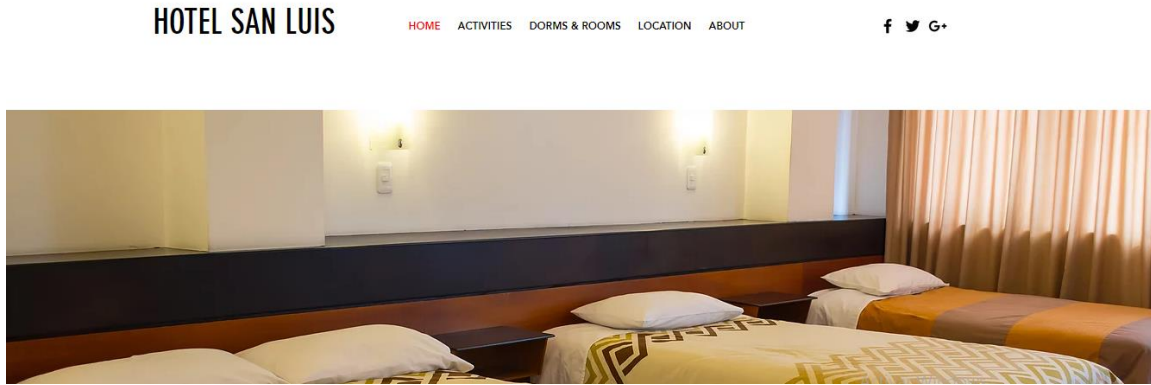 HOTEL SAN LUIS
HOME ACTIVITIES DORMS & ROOMS LOCATION ABOUT
G+